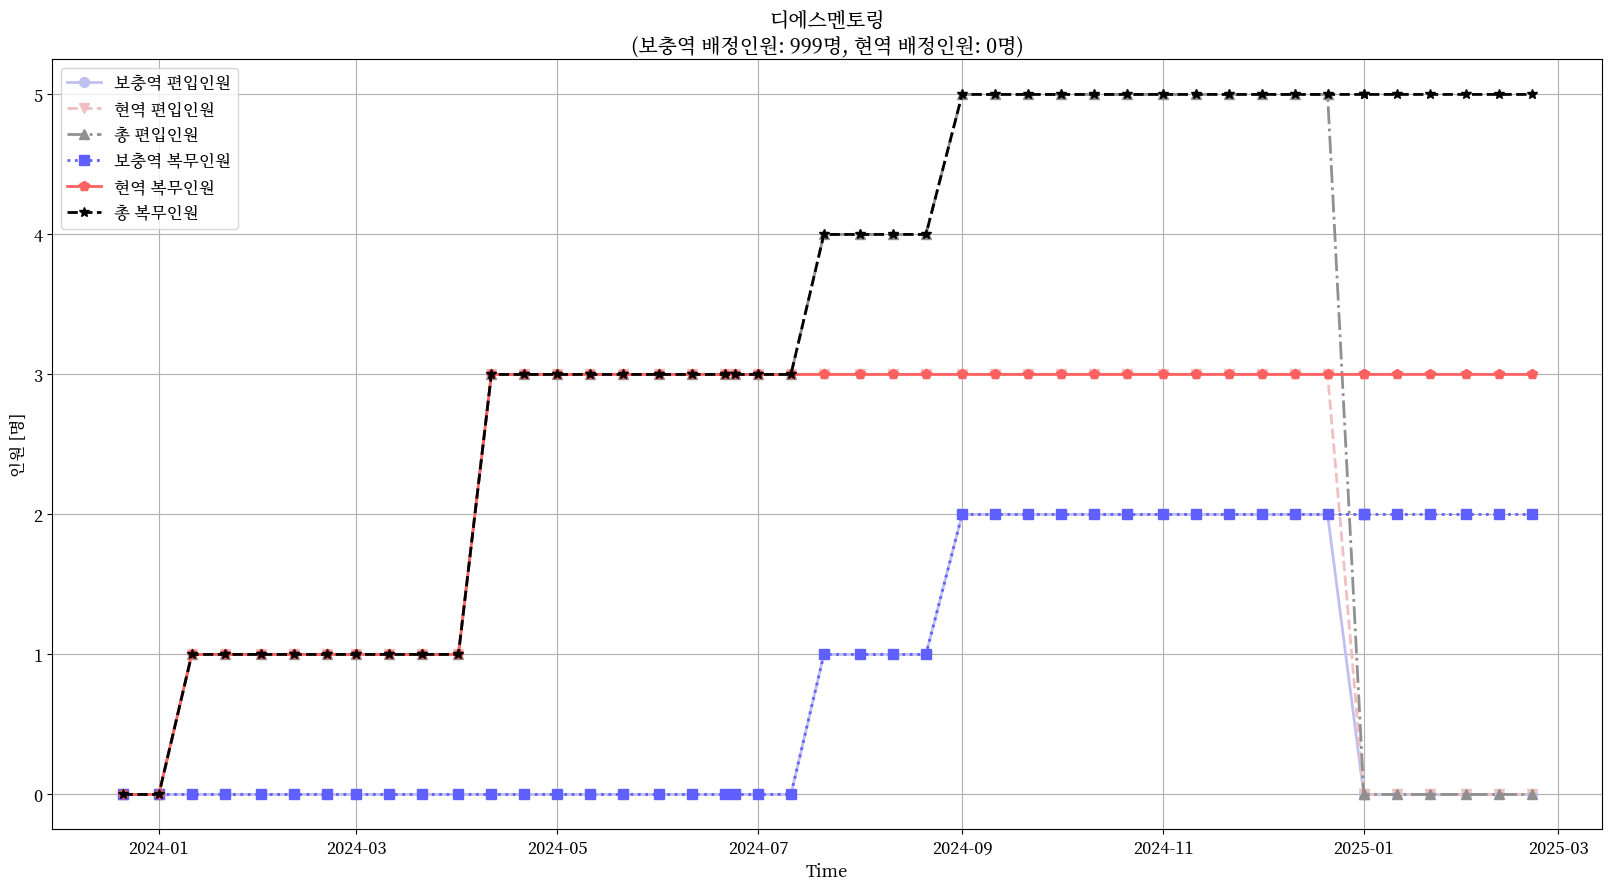 디에스멘토링
(보충역 배정인원: 999명, 현역 배정인원: 0명)
보충역 편입인원
현역 편입인원
총 편입인원
보충역 복무인원
현역 복무인원
총 복무인원
인원 [명]
5
4
3
2
1
0
2024-01
2024-03
2024-05
2024-07
2024-09
2024-11
2025-01
2025-03
Time